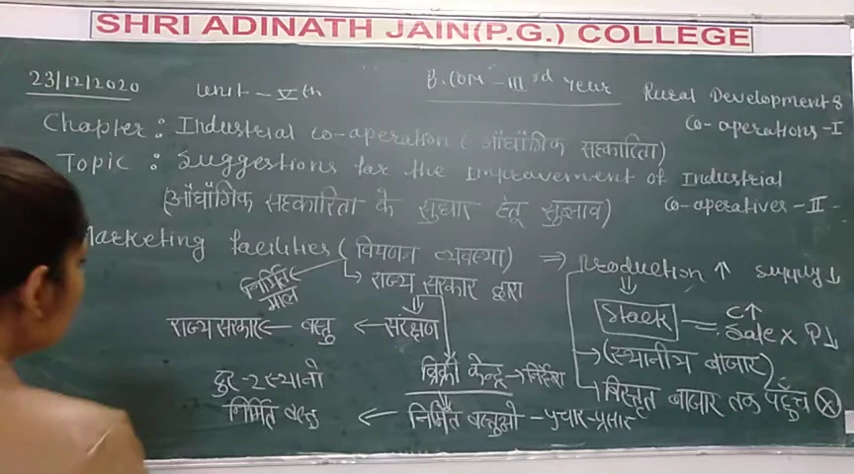 SHRI ADINATH JAIN(P.G.) COLLEGE
23/12/2020 Unit - Vth B.COM - III rd Year Rural Development &
Co-operations - I
Chapter : Industrial co-operation ( औद्यौगिक सहकारिता )
Topic : Suggestions for the Improvement of Industrial
Co-operatives - II
(औद्यौगिक सहकारिता के सुधार हेतू सुझाव)
Marketing facilities ( विपणन व्यवस्था ) ⇒ Production ↑ Supply ↓
निर्मित माल ↳ राज्य सरकार द्वारा ⇓
⇓ Stock = C↑
राज्य सरकार ← वस्तु ← संरक्षण Sale × P↓
→ (स्थानीय बाजार)
दूर-2 स्थानो बिक्री केन्द्र →
→ विस्तृत बाजार तक पहुँच ⊗
निर्मित वस्तु ← निर्मित वस्तुओ - प्रचार-प्रसार